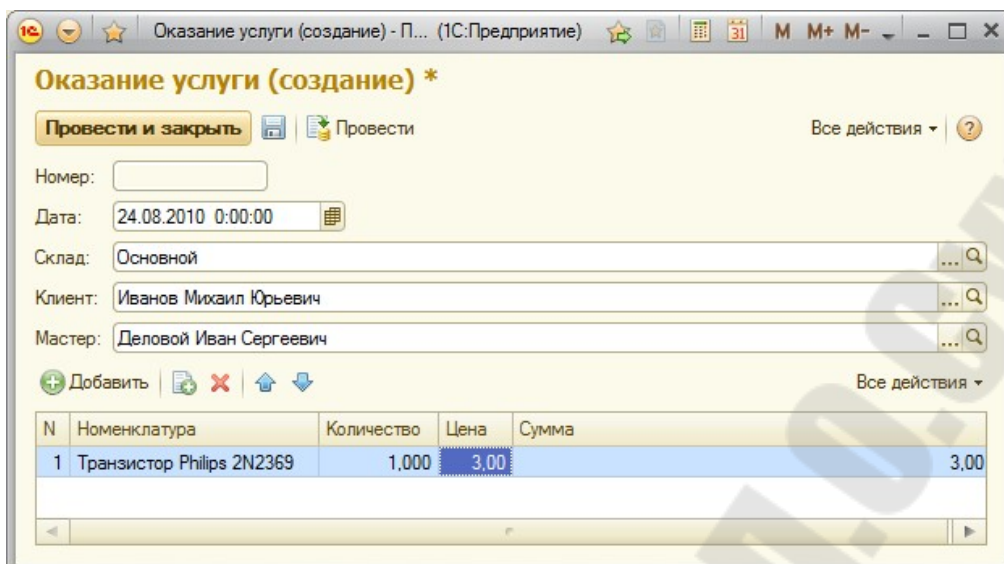 1С Оказание услуги (создание) - П... (1С:Предприятие) 31 M M+ M-
Оказание услуги (создание) *
Провести и закрыть Провести Все действия ?
Номер:
Дата: 24.08.2010 0:00:00
Склад: Основной ...
Клиент: Иванов Михаил Юрьевич ...
Мастер: Деловой Иван Сергеевич ...
Добавить Все действия
N Номенклатура Количество Цена Сумма
1 Транзистор Philips 2N2369 1,000 3,00 3,00